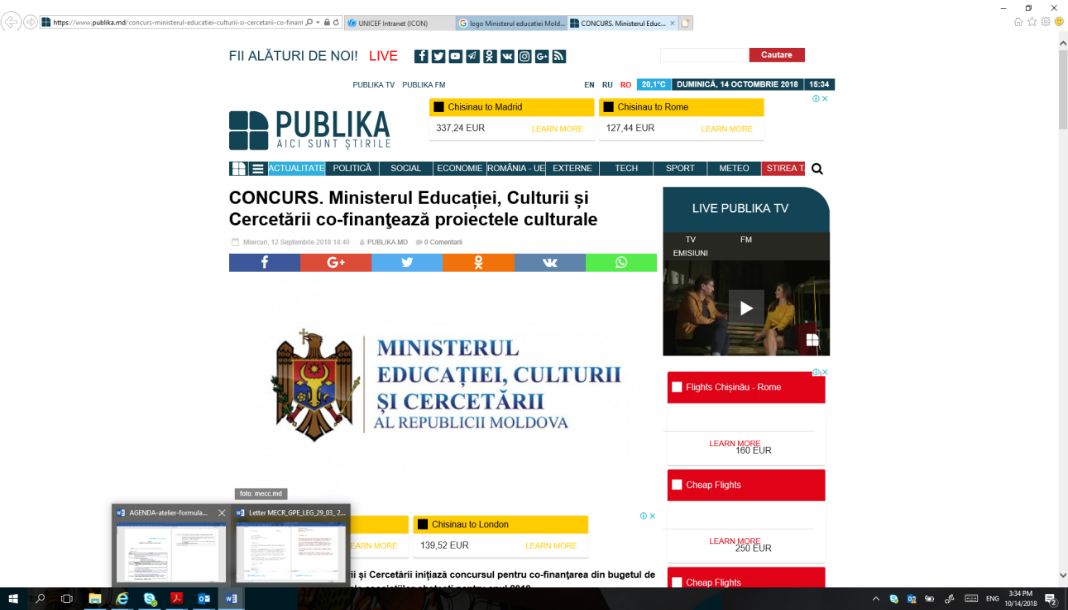 https://www.publika.md/concurs-ministerul-educatiei-culturii-si-cercetarii-co-finant
UNICEF Intranet (ICON)
logo Ministerul educatiei Mold...
CONCURS. Ministerul Educ...
FII ALĂTURI DE NOI! LIVE
Cautare
PUBLIKA TV PUBLIKA FM
EN RU RO 20,1°C DUMINICĂ, 14 OCTOMBRIE 2018 15:34
PUBLIKA
AICI SUNT ȘTIRILE
Chisinau to Madrid
337,24 EUR LEARN MORE
Chisinau to Rome
127,44 EUR LEARN MORE
ACTUALITATE POLITICĂ SOCIAL ECONOMIE ROMÂNIA - UE EXTERNE TECH SPORT METEO STIREA T
CONCURS. Ministerul Educației, Culturii și
Cercetării co-finanţează proiectele culturale
Miercuri, 12 Septembrie 2018 14:48 PUBLIKA.MD 0 Comentarii
MINISTERUL
EDUCAȚIEI, CULTURII
ȘI CERCETĂRII
AL REPUBLICII MOLDOVA
foto: mecc.md
LIVE PUBLIKA TV
TV FM
EMISIUNI
Flights Chișinău - Rome
LEARN MORE
160 EUR
Cheap Flights
LEARN MORE
250 EUR
Cheap Flights
Chisinau to London
139,52 EUR LEARN MORE
EARN MORE
ii și Cercetării inițiază concursul pentru co-finanţarea din bugetul de
AGENDA-atelier-formula...
Letter MECR_GPE_LEG_29_03_ 2...
ENG
3:34 PM
10/14/2018